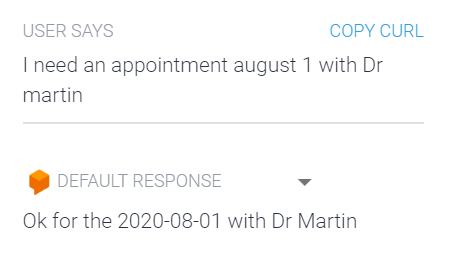 USER SAYS COPY CURL
I need an appointment august 1 with Dr
martin
DEFAULT RESPONSE
Ok for the 2020-08-01 with Dr Martin